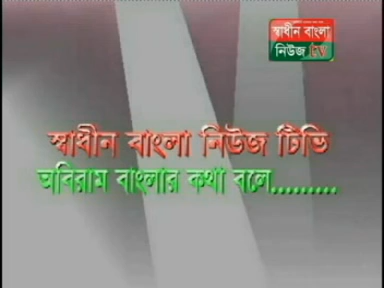 স্বাধীন বাংলা
নিউজ TV
স্বাধীন বাংলা নিউজ টিভি
অবিরাম বাংলার কথা বলে.........